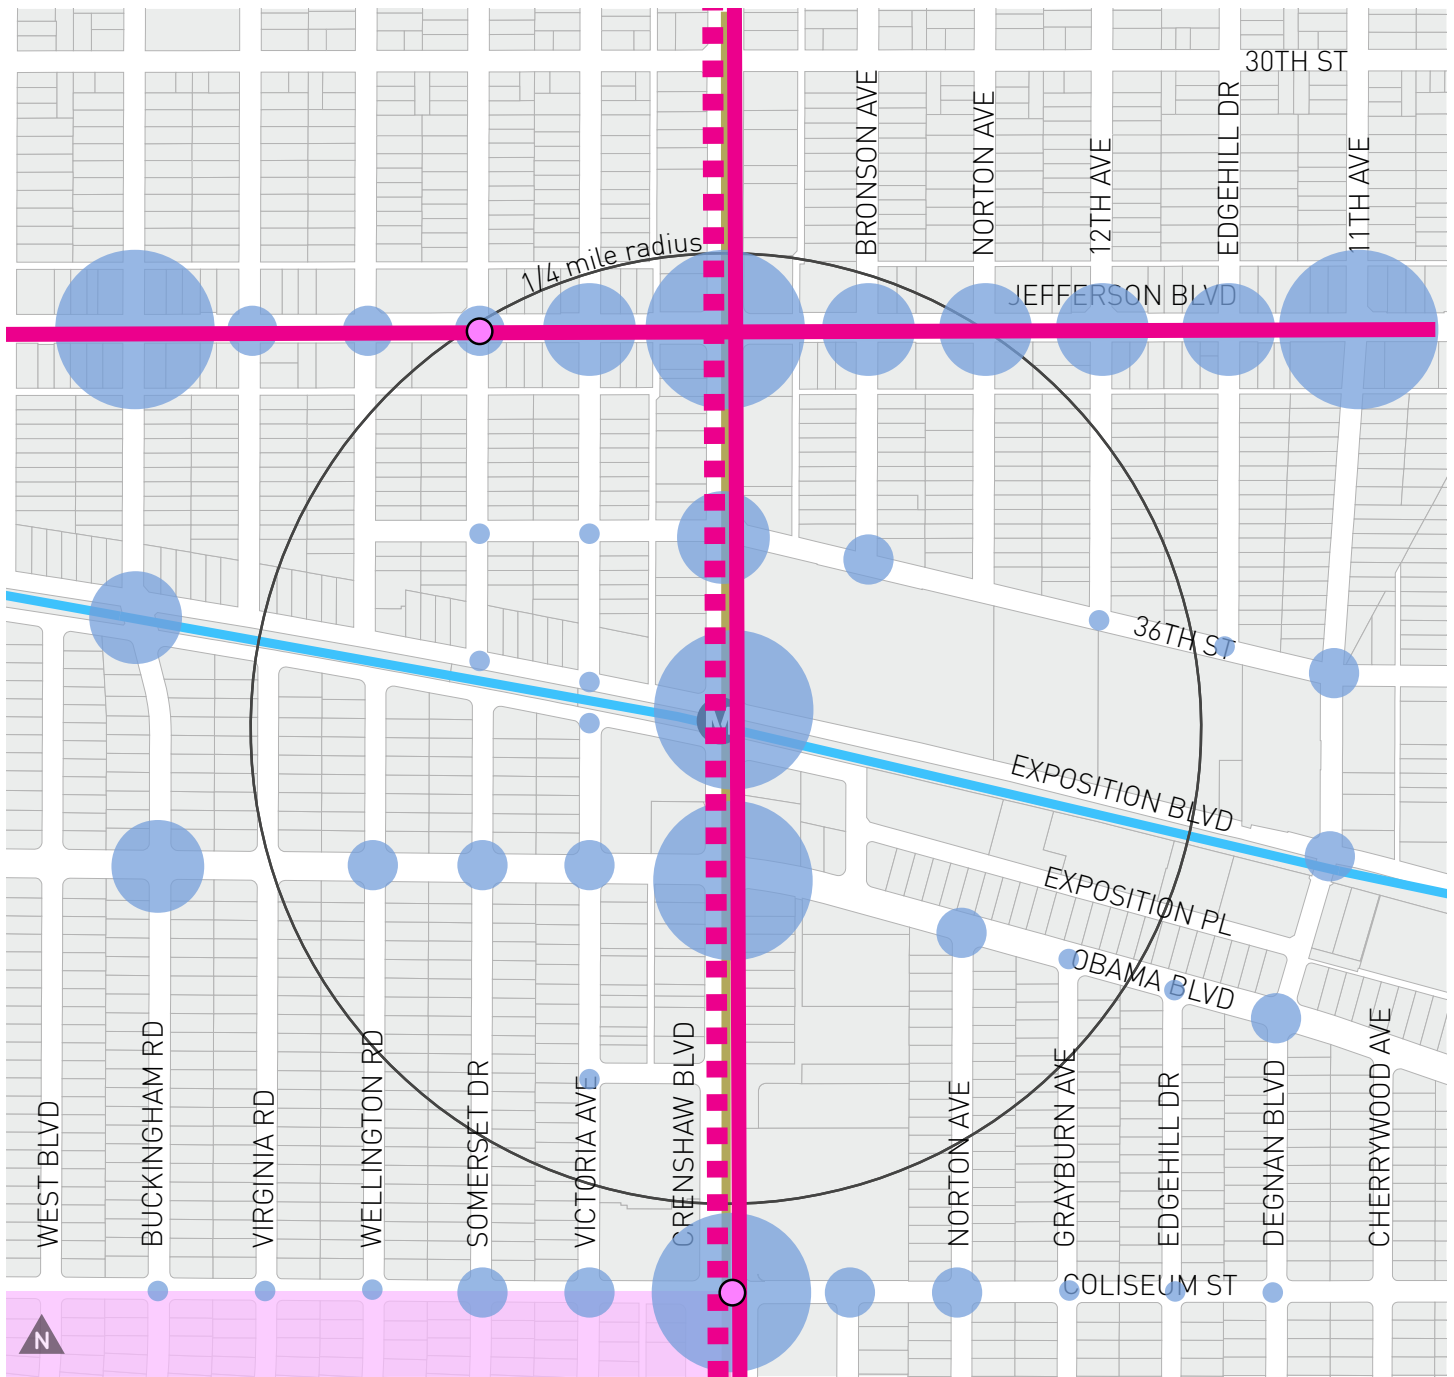 30TH ST
BRONSON AVE
NORTON AVE
12TH AVE
EDGEHILL DR
11TH AVE
1/4 mile radius
JEFFERSON BLVD
36TH ST
M
EXPOSITION BLVD
EXPOSITION PL
OBAMA BLVD
WEST BLVD
BUCKINGHAM RD
VIRGINIA RD
WELLINGTON RD
SOMERSET DR
VICTORIA AVE
CRENSHAW BLVD
NORTON AVE
GRAYBURN AVE
EDGEHILL DR
DEGNAN BLVD
CHERRYWOOD AVE
COLISEUM ST
N